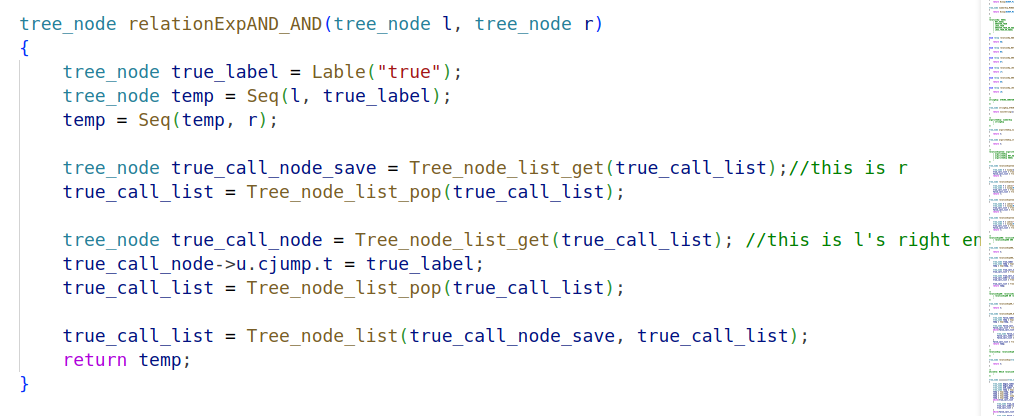 tree_node relationExpAND_AND(tree_node l, tree_node r)
{
    tree_node true_label = Lable("true");
    tree_node temp = Seq(l, true_label);
    temp = Seq(temp, r);
    tree_node true_call_node_save = Tree_node_list_get(true_call_list);//this is r
    true_call_list = Tree_node_list_pop(true_call_list);
    tree_node true_call_node = Tree_node_list_get(true_call_list); //this is l's right en
    true_call_node->u.cjump.t = true_label;
    true_call_list = Tree_node_list_pop(true_call_list);
    true_call_list = Tree_node_list(true_call_node_save, true_call_list);
    return temp;
}